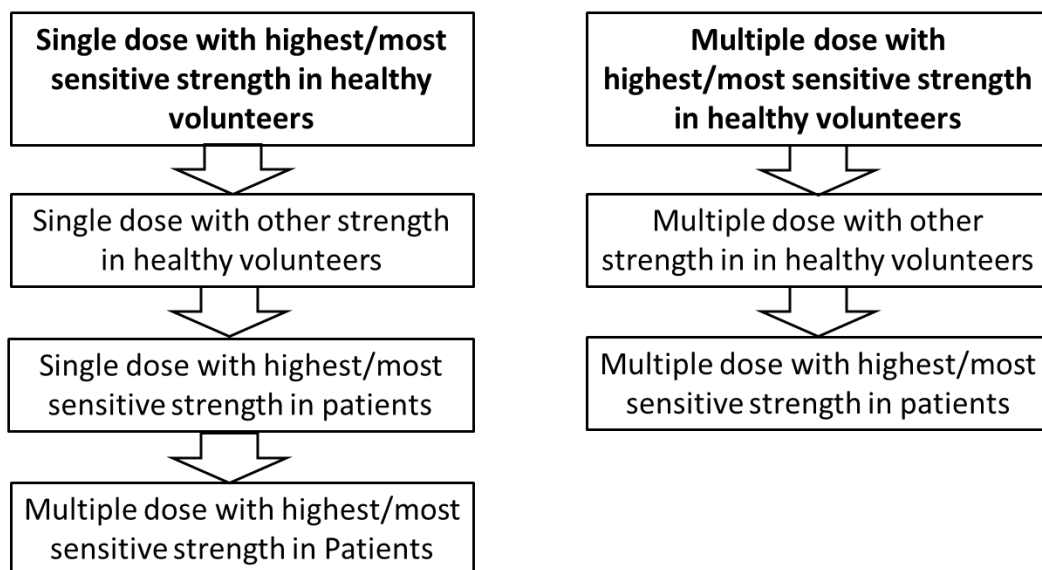 Single dose with highest/most
sensitive strength in healthy
volunteers
Single dose with other strength
in healthy volunteers
Single dose with highest/most
sensitive strength in patients
Multiple dose with highest/most
sensitive strength in Patients
Multiple dose with
highest/most sensitive strength
in healthy volunteers
Multiple dose with other
strength in in healthy volunteers
Multiple dose with highest/most
sensitive strength in patients